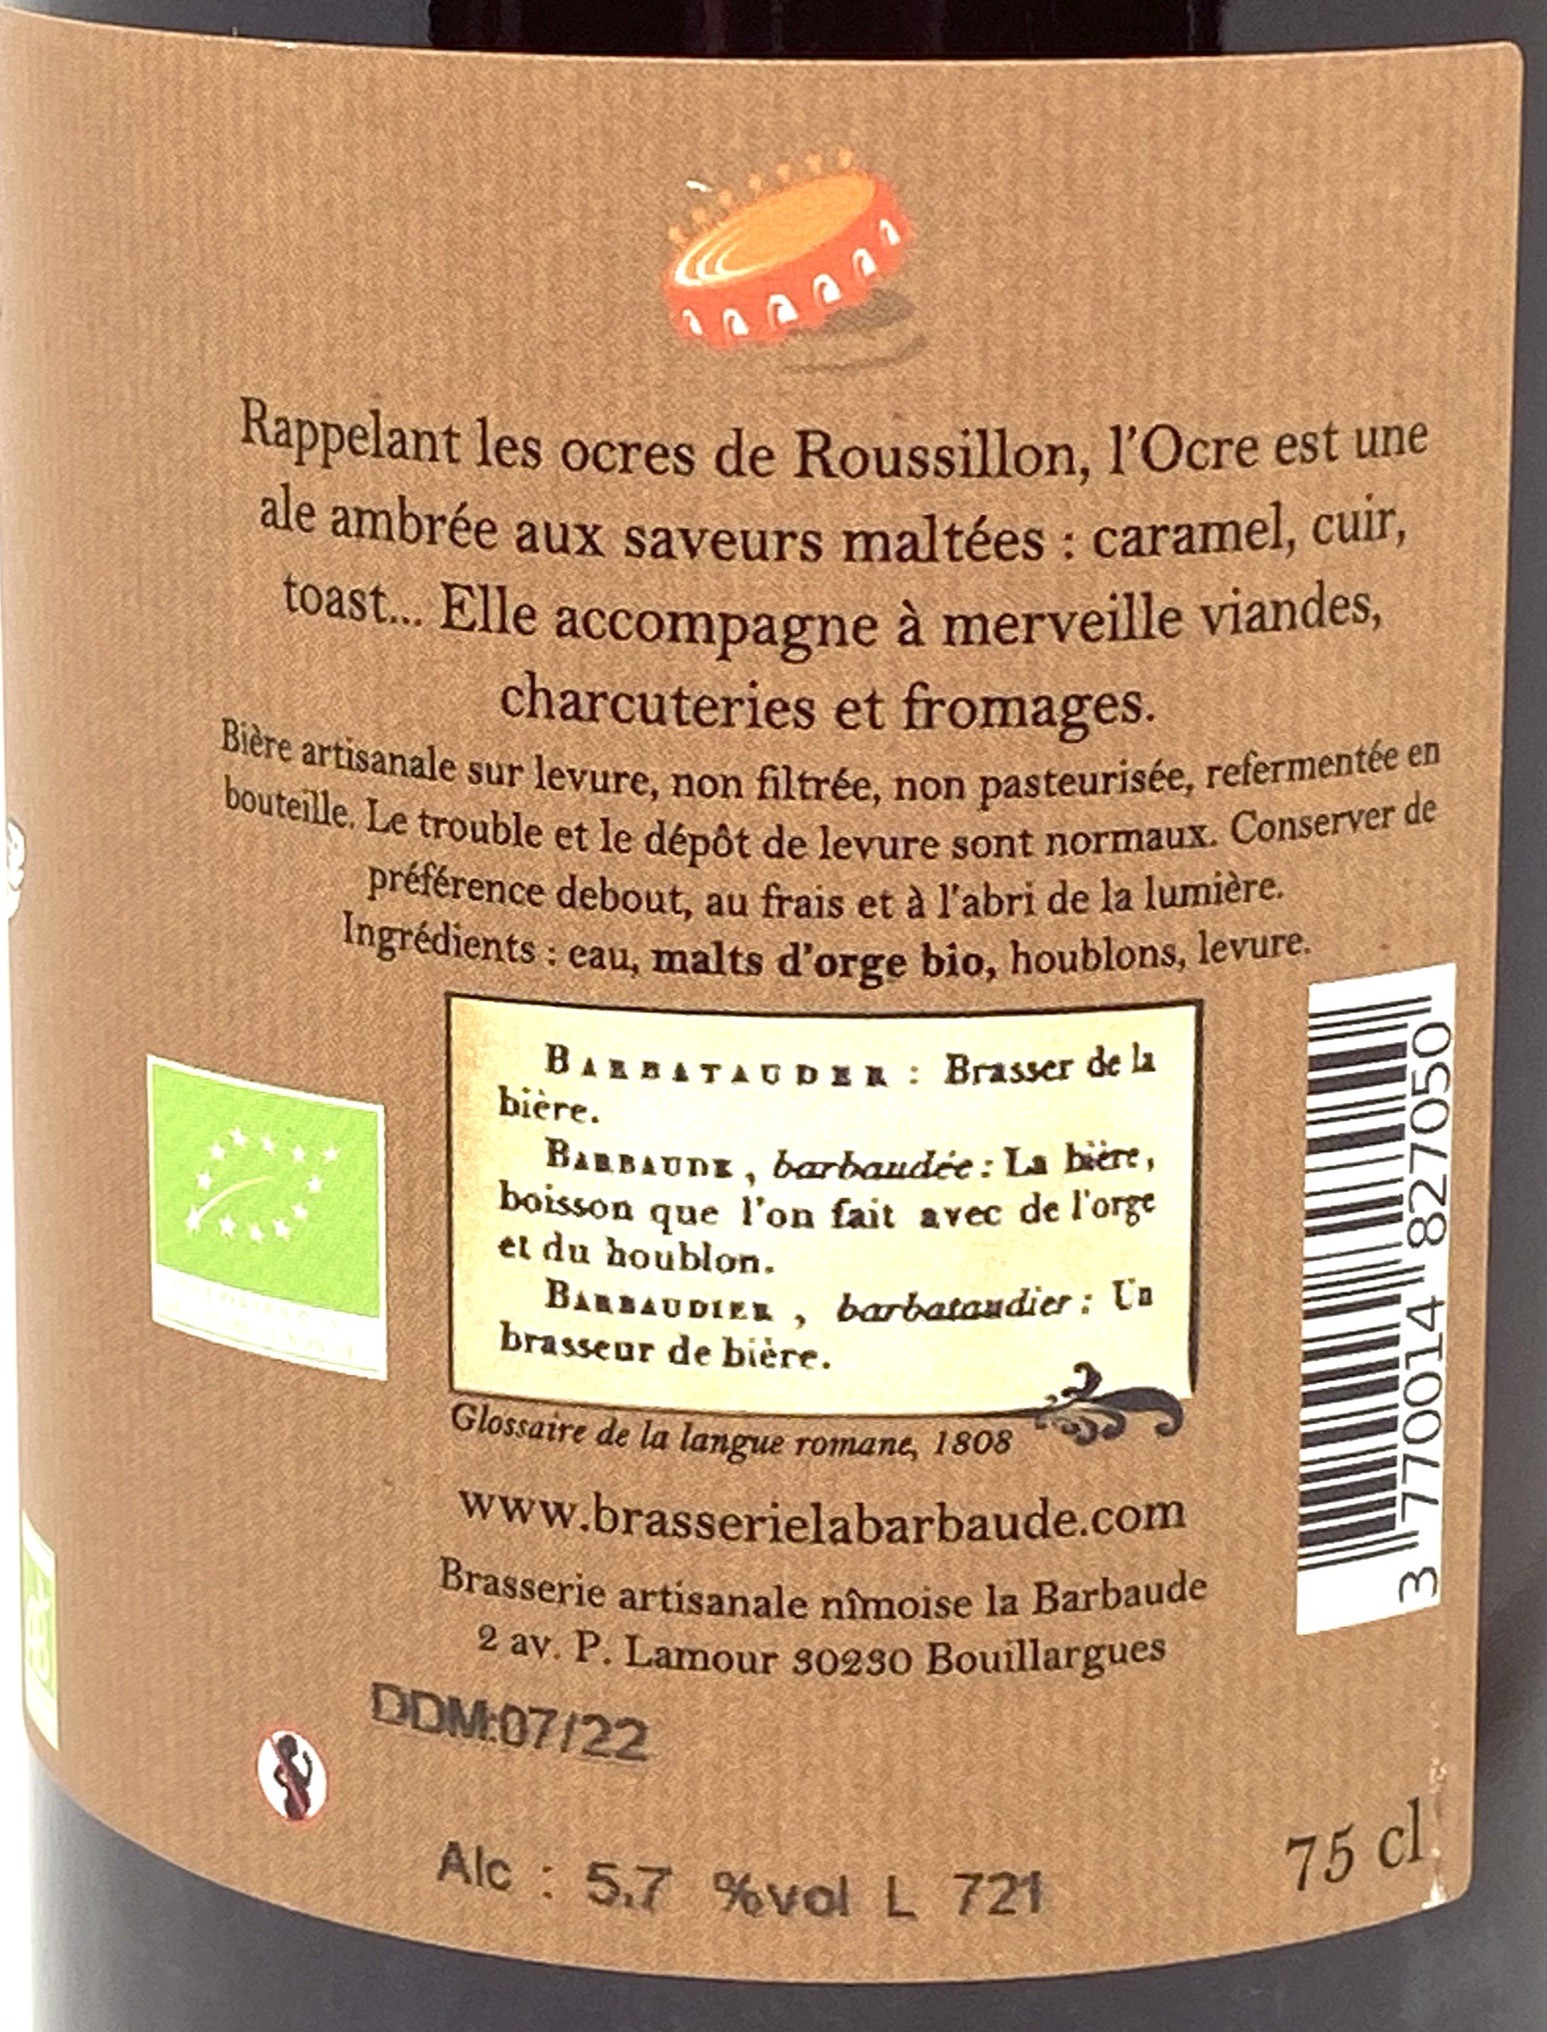 Rappelant les ocres de Roussillon, l'Ocre est une
ale ambrée aux saveurs maltées : caramel, cuir,
toast... Elle accompagne à merveille viandes,
charcuteries et fromages.
Bière artisanale sur levure, non filtrée, non pasteurisée, refermentée en
bouteille. Le trouble et le dépôt de levure sont normaux. Conserver de
préférence debout, au frais et à l'abri de la lumière.
Ingrédients : eau, malts d'orge bio, houblons, levure.
BARBATAUDER : Brasser de la
bière.
BARBAUDE, barbaudée : La bière,
boisson que l'on fait avec de l'orge
et du houblon.
BARBAUDIER, barbataudier : Un
brasseur de bière.
Glossaire de la langue romane, 1808
www.brasserielabarbaude.com
Brasserie artisanale nîmoise la Barbaude
2 av. P. Lamour 30230 Bouillargues
DDM:07/22
Alc : 5.7 %vol L 721
75 cl
3 770014 827050